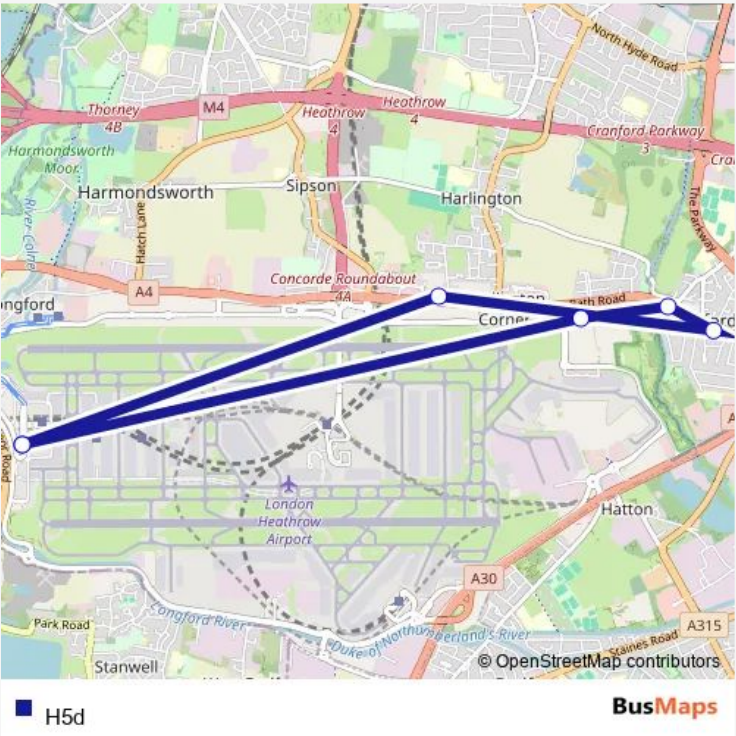 North Hyde Road
Thorney
4B
M4
Heathrow
4
Heathrow
4
Cranford Parkway
3
Harmondsworth
Moor
Harmondsworth
Sipson
Harlington
River Colne
Hatch Lane
The Parkway
Concorde Roundabout
4A
A4
ongford
Bath Road
Corner
London
Heathrow
Airport
Hatton
A30
Longford River
Duke of Northumberland's River
Park Road
A315
Staines Road
Stanwell
© OpenStreetMap contributors
H5d
BusMaps